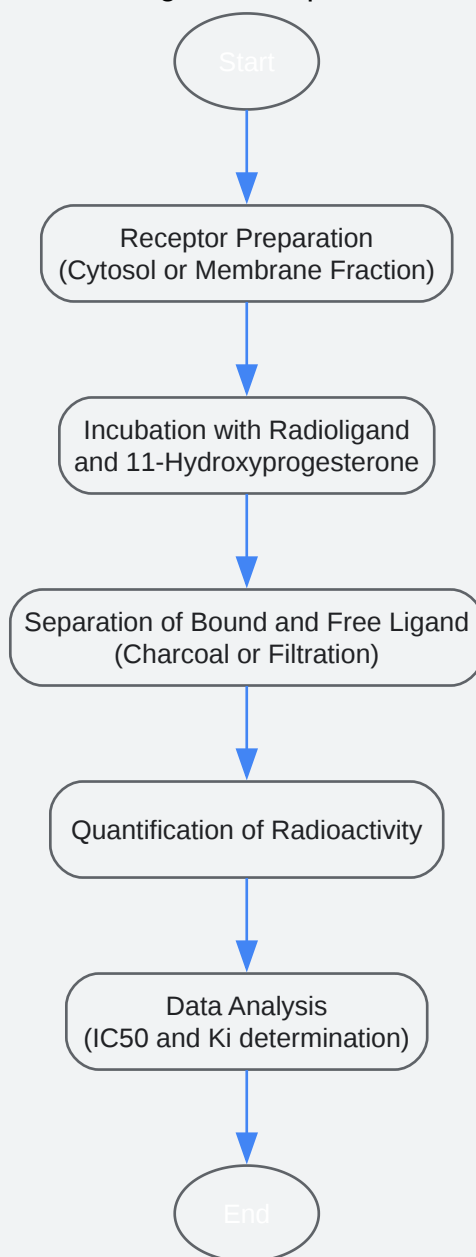 Start
Receptor Preparation
(Cytosol or Membrane Fraction)
Incubation with Radioligand
and 11-Hydroxyprogesterone
Separation of Bound and Free Ligand
(Charcoal or Filtration)
Quantification of Radioactivity
Data Analysis
(IC50 and Ki determination)
End